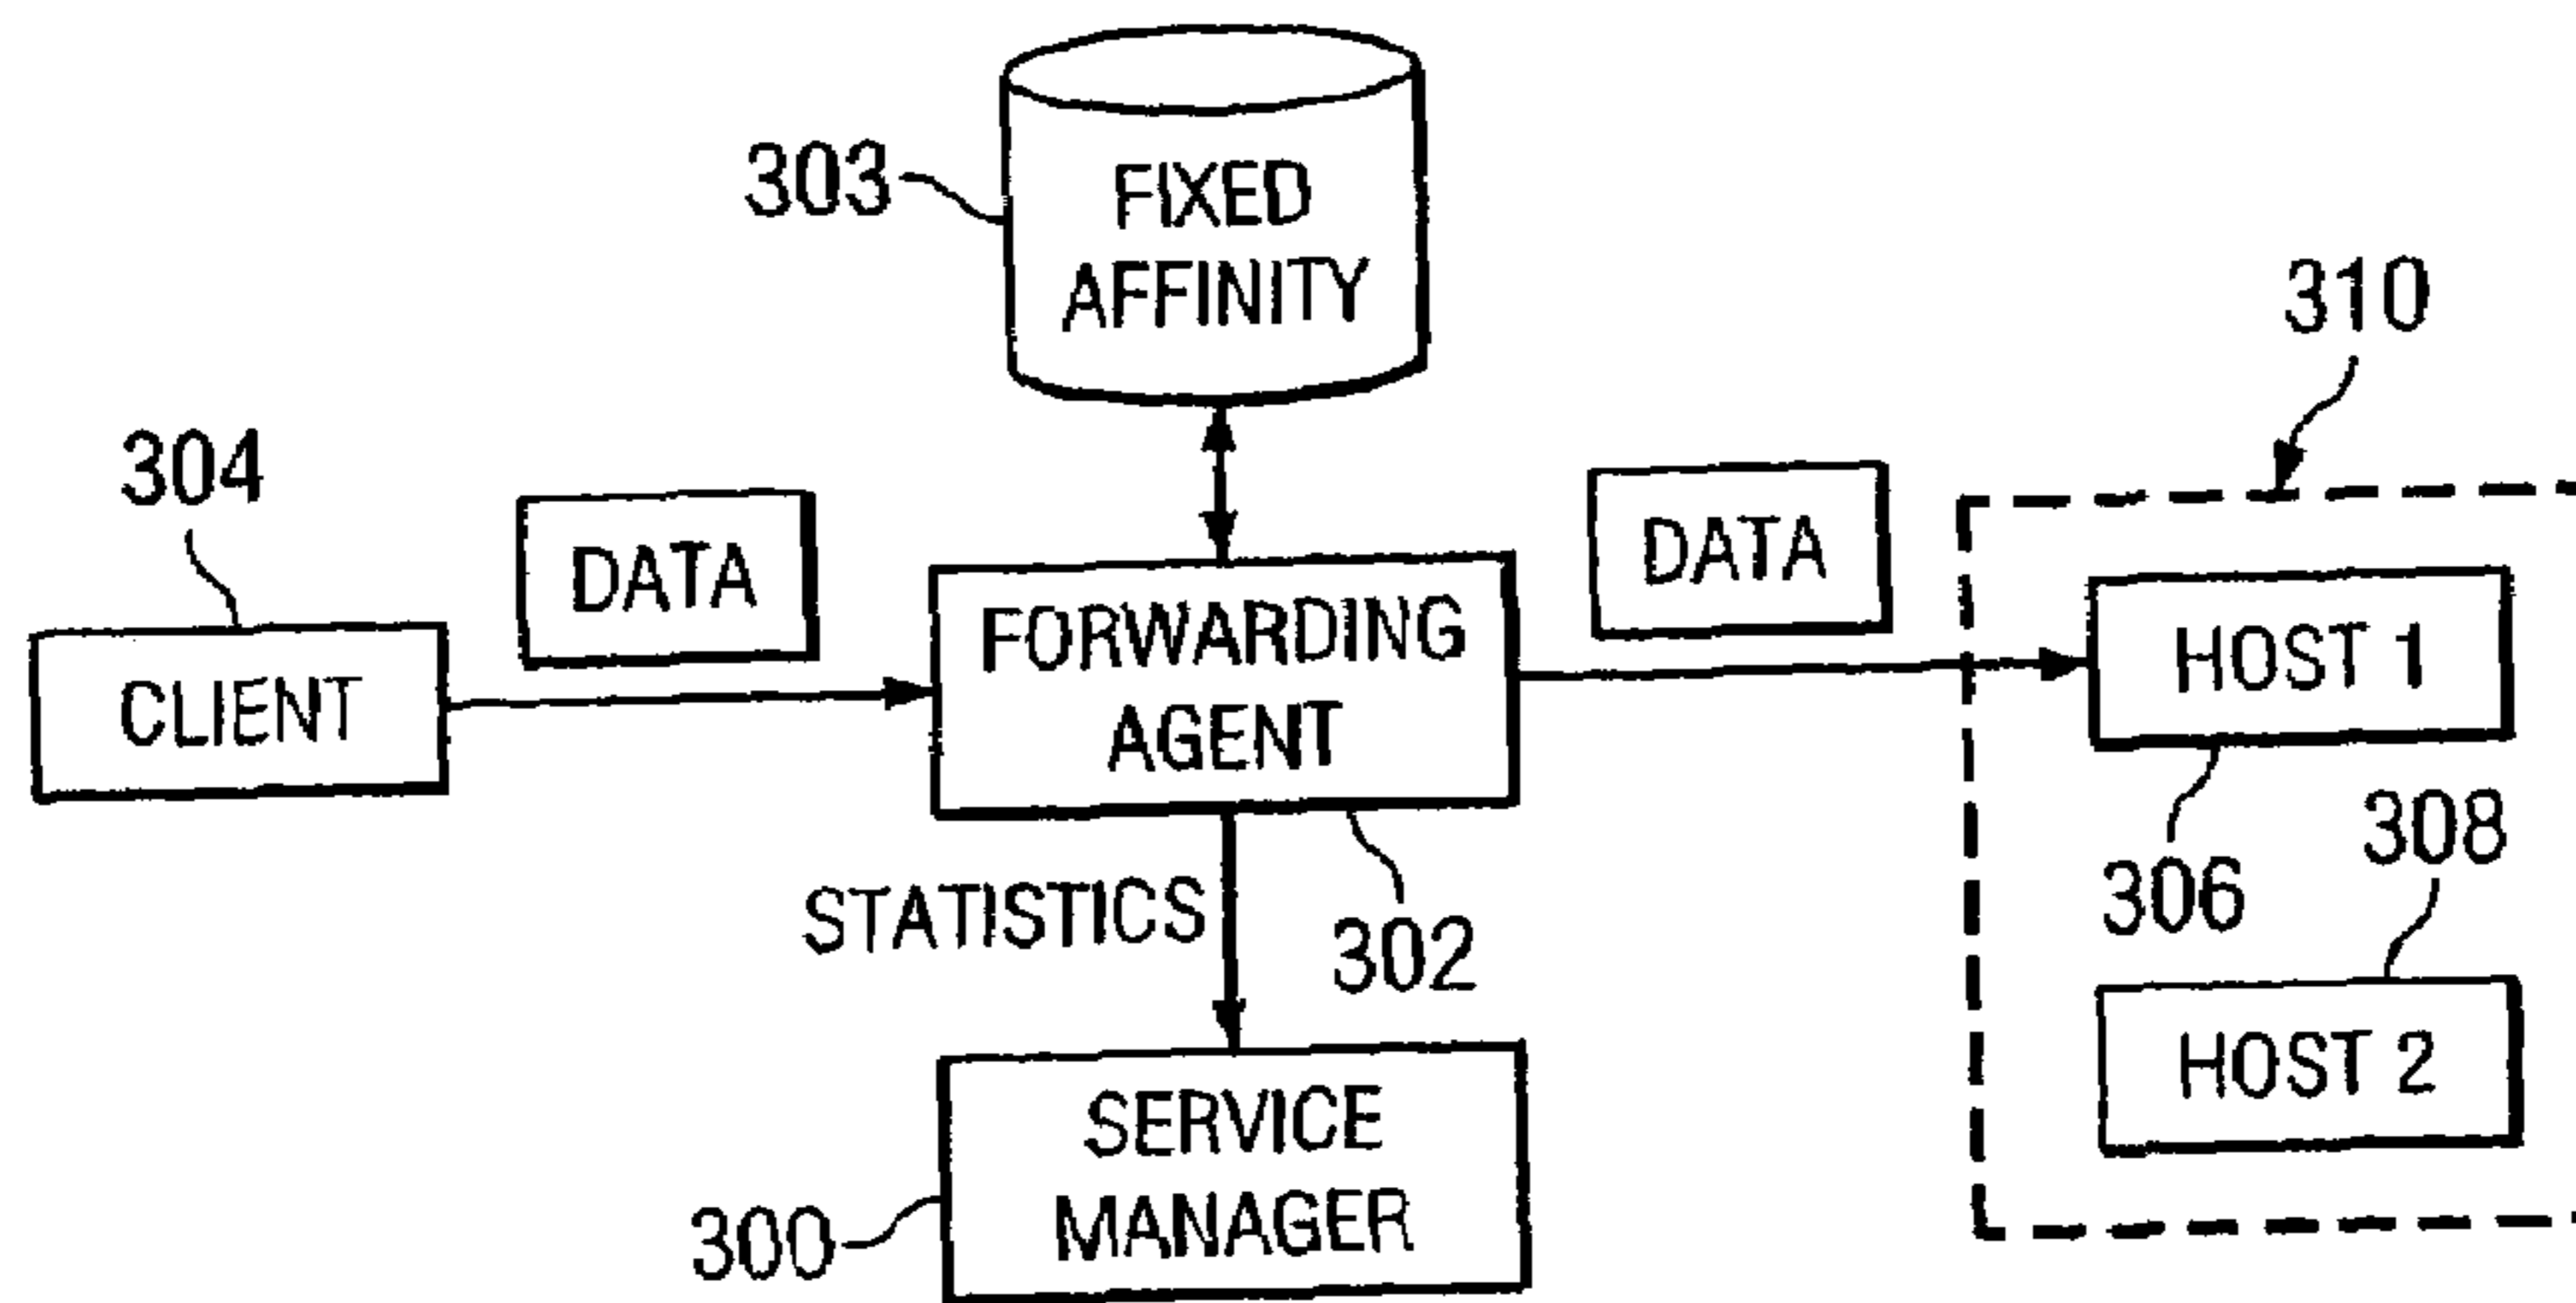 303
FIXED
AFFINITY
310
304
DATA
DATA
CLIENT
FORWARDING
AGENT
HOST 1
306
308
STATISTICS
302
HOST 2
300
SERVICE
MANAGER